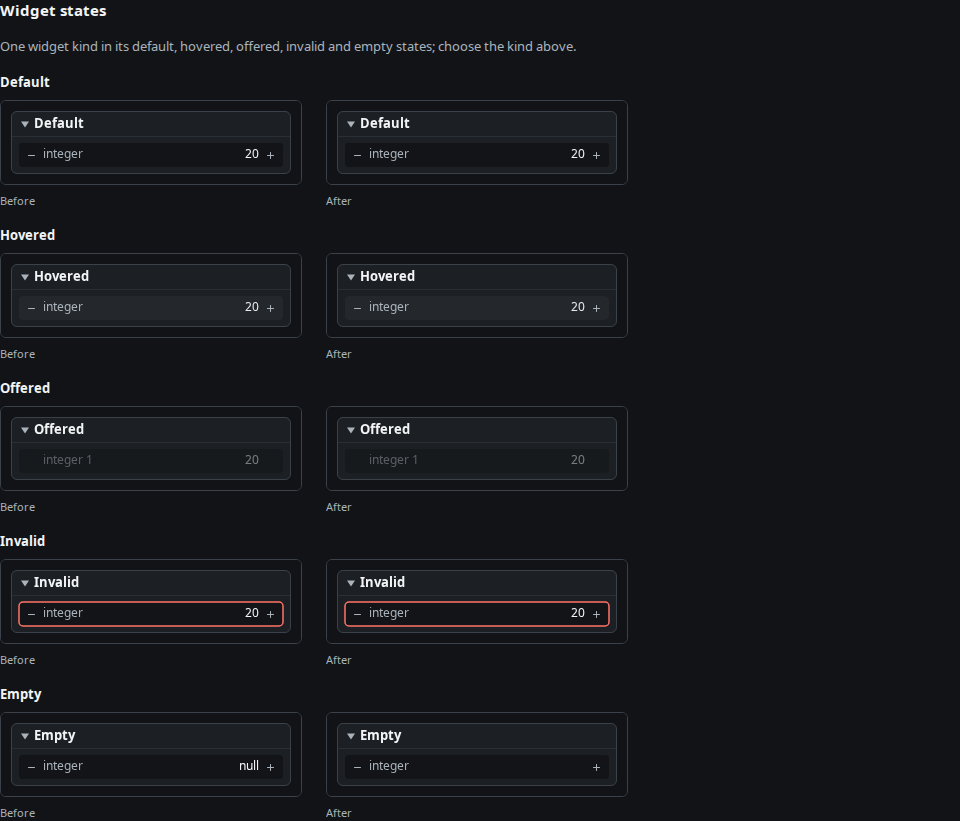 Widget states
One widget kind in its default, hovered, offered, invalid and empty states; choose the kind above.
Default
▼ Default
▼ Default
− integer 20 +
− integer 20 +
Before
After
Hovered
▼ Hovered
▼ Hovered
− integer 20 +
− integer 20 +
Before
After
Offered
▼ Offered
▼ Offered
integer 1 20
integer 1 20
Before
After
Invalid
▼ Invalid
▼ Invalid
− integer 20 +
− integer 20 +
Before
After
Empty
▼ Empty
▼ Empty
− integer null +
− integer +
Before
After